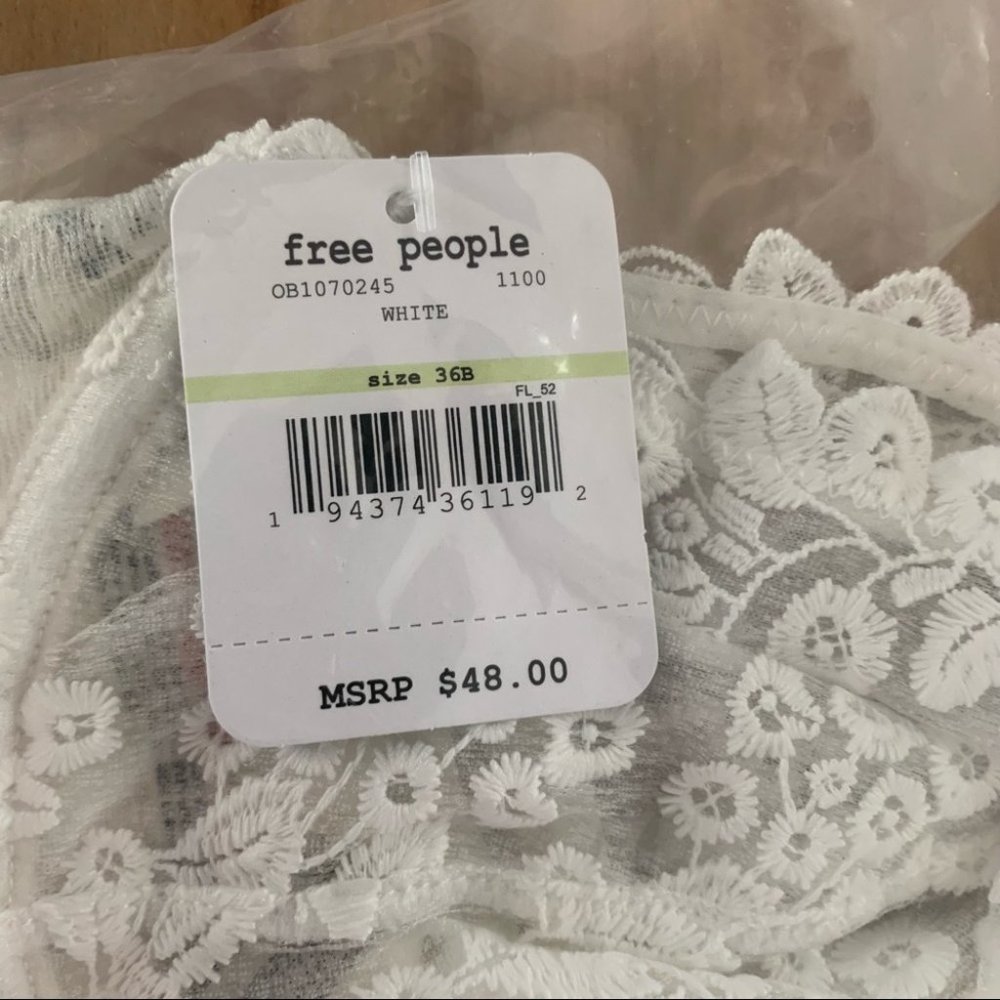 free people
OB1070245 1100
WHITE
size 36B
FL_52
1 94374 36119 2
MSRP $48.00